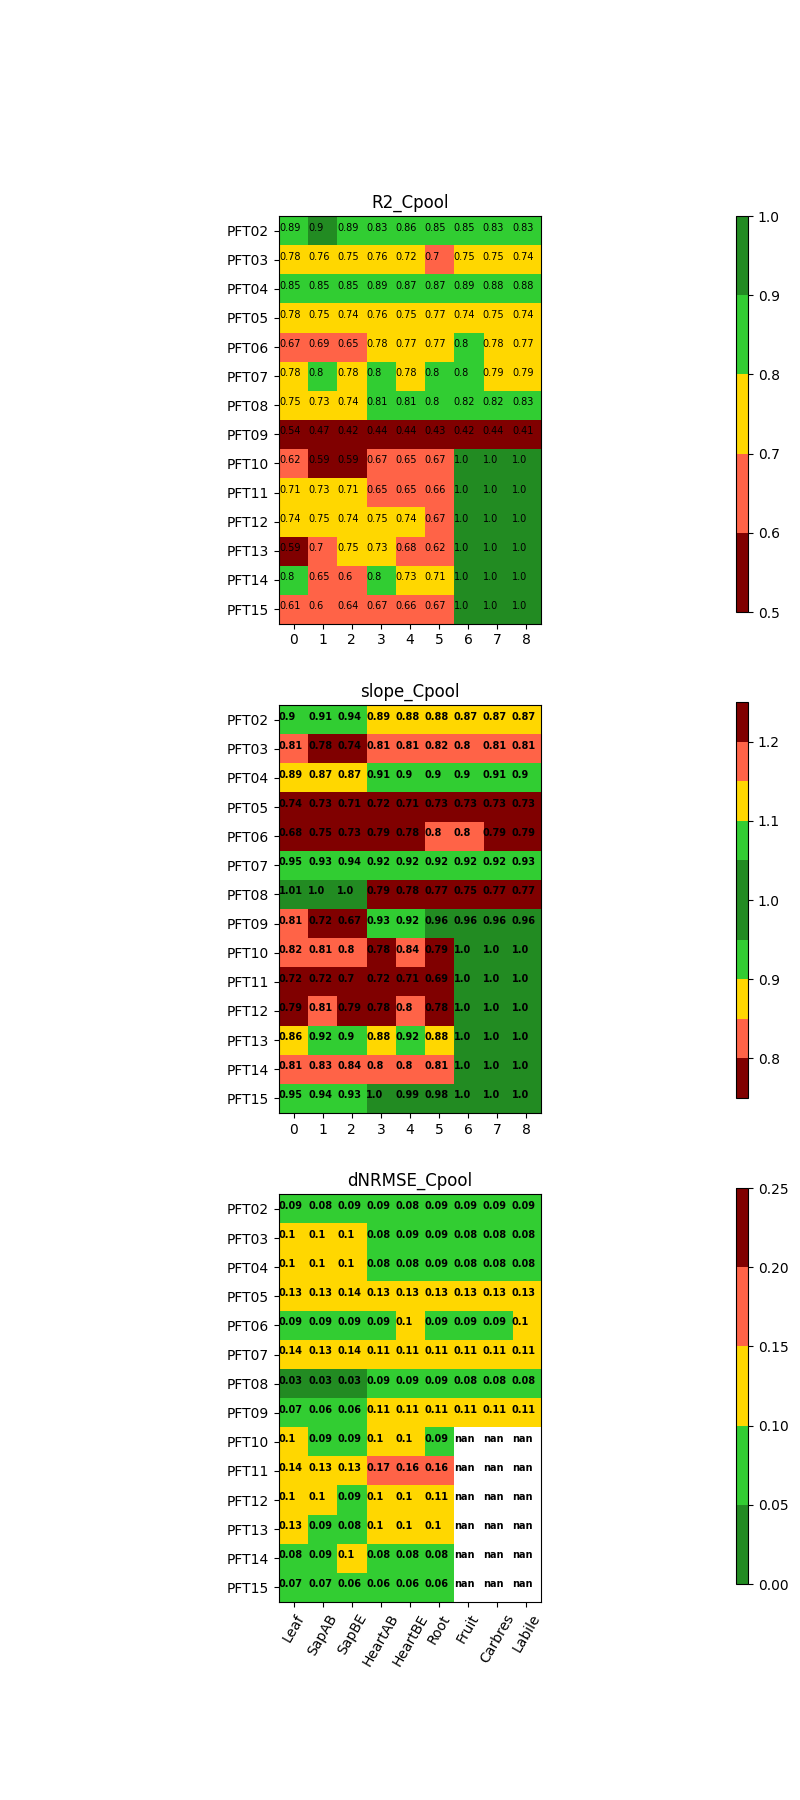 R2_Cpool
PFT02 0.89 0.9 0.89 0.83 0.86 0.85 0.85 0.83 0.83
PFT03 0.78 0.76 0.75 0.76 0.72 0.7 0.75 0.75 0.74
PFT04 0.85 0.85 0.85 0.89 0.87 0.87 0.89 0.88 0.88
PFT05 0.78 0.75 0.74 0.76 0.75 0.77 0.74 0.75 0.74
PFT06 0.67 0.69 0.65 0.78 0.77 0.77 0.8 0.78 0.77
PFT07 0.78 0.8 0.78 0.8 0.78 0.8 0.8 0.79 0.79
PFT08 0.75 0.73 0.74 0.81 0.81 0.8 0.82 0.82 0.83
PFT09 0.54 0.47 0.42 0.44 0.44 0.43 0.42 0.44 0.41
PFT10 0.62 0.59 0.59 0.67 0.65 0.67 1.0 1.0 1.0
PFT11 0.71 0.73 0.71 0.65 0.65 0.66 1.0 1.0 1.0
PFT12 0.74 0.75 0.74 0.75 0.74 0.67 1.0 1.0 1.0
PFT13 0.59 0.7 0.75 0.73 0.68 0.62 1.0 1.0 1.0
PFT14 0.8 0.65 0.6 0.8 0.73 0.71 1.0 1.0 1.0
PFT15 0.61 0.6 0.64 0.67 0.66 0.67 1.0 1.0 1.0
0 1 2 3 4 5 6 7 8
1.0
0.9
0.8
0.7
0.6
0.5
slope_Cpool
PFT02 0.9 0.91 0.94 0.89 0.88 0.88 0.87 0.87 0.87
PFT03 0.81 0.78 0.74 0.81 0.81 0.82 0.8 0.81 0.81
PFT04 0.89 0.87 0.87 0.91 0.9 0.9 0.9 0.91 0.9
PFT05 0.74 0.73 0.71 0.72 0.71 0.73 0.73 0.73 0.73
PFT06 0.68 0.75 0.73 0.79 0.78 0.8 0.8 0.79 0.79
PFT07 0.95 0.93 0.94 0.92 0.92 0.92 0.92 0.92 0.93
PFT08 1.01 1.0 1.0 0.79 0.78 0.77 0.75 0.77 0.77
PFT09 0.81 0.72 0.67 0.93 0.92 0.96 0.96 0.96 0.96
PFT10 0.82 0.81 0.8 0.78 0.84 0.79 1.0 1.0 1.0
PFT11 0.72 0.72 0.7 0.72 0.71 0.69 1.0 1.0 1.0
PFT12 0.79 0.81 0.79 0.78 0.8 0.78 1.0 1.0 1.0
PFT13 0.86 0.92 0.9 0.88 0.92 0.88 1.0 1.0 1.0
PFT14 0.81 0.83 0.84 0.8 0.8 0.81 1.0 1.0 1.0
PFT15 0.95 0.94 0.93 1.0 0.99 0.98 1.0 1.0 1.0
0 1 2 3 4 5 6 7 8
1.2
1.1
1.0
0.9
0.8
dNRMSE_Cpool
PFT02 0.09 0.08 0.09 0.09 0.08 0.09 0.09 0.09 0.09
PFT03 0.1 0.1 0.1 0.08 0.09 0.09 0.08 0.08 0.08
PFT04 0.1 0.1 0.1 0.08 0.08 0.09 0.08 0.08 0.08
PFT05 0.13 0.13 0.14 0.13 0.13 0.13 0.13 0.13 0.13
PFT06 0.09 0.09 0.09 0.09 0.1 0.09 0.09 0.09 0.1
PFT07 0.14 0.13 0.14 0.11 0.11 0.11 0.11 0.11 0.11
PFT08 0.03 0.03 0.03 0.09 0.09 0.09 0.08 0.08 0.08
PFT09 0.07 0.06 0.06 0.11 0.11 0.11 0.11 0.11 0.11
PFT10 0.1 0.09 0.09 0.1 0.1 0.09 nan nan nan
PFT11 0.14 0.13 0.13 0.17 0.16 0.16 nan nan nan
PFT12 0.1 0.1 0.09 0.1 0.1 0.11 nan nan nan
PFT13 0.13 0.09 0.08 0.1 0.1 0.1 nan nan nan
PFT14 0.08 0.09 0.1 0.08 0.08 0.08 nan nan nan
PFT15 0.07 0.07 0.06 0.06 0.06 0.06 nan nan nan
Leaf SapAB SapBE HeartAB HeartBE Root Fruit Carbres Labile
0.25
0.20
0.15
0.10
0.05
0.00